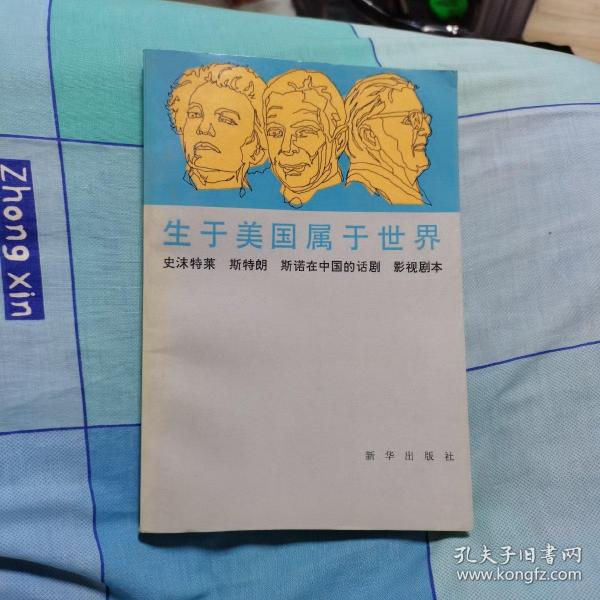 生于美国属于世界
史沫特莱 斯特朗 斯诺在中国的话剧 影视剧本
新华出版社
Zhong xin
孔夫子旧书网
www.kongfz.com